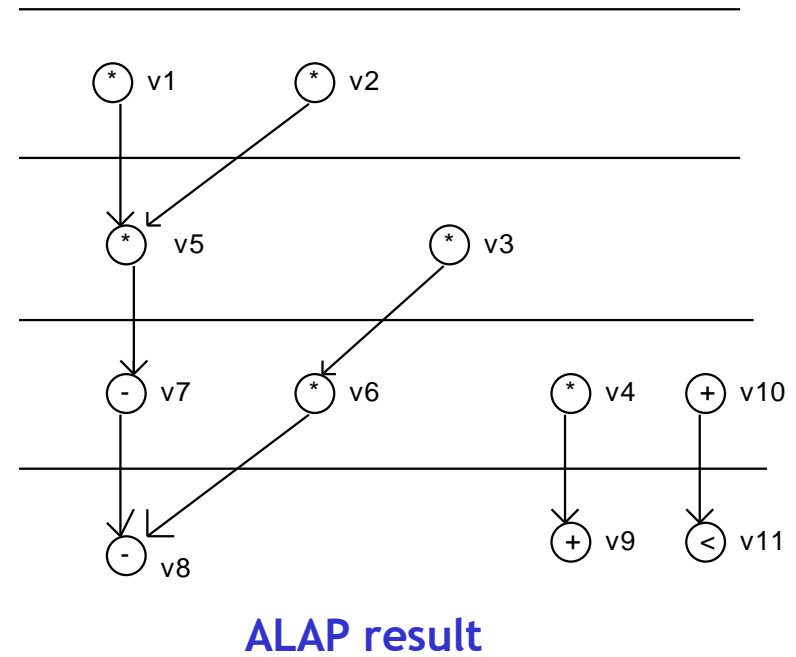 * v1 * v2
* v5 * v3
- v7 * v6 * v4 + v10
- v8 + v9 < v11
ALAP result